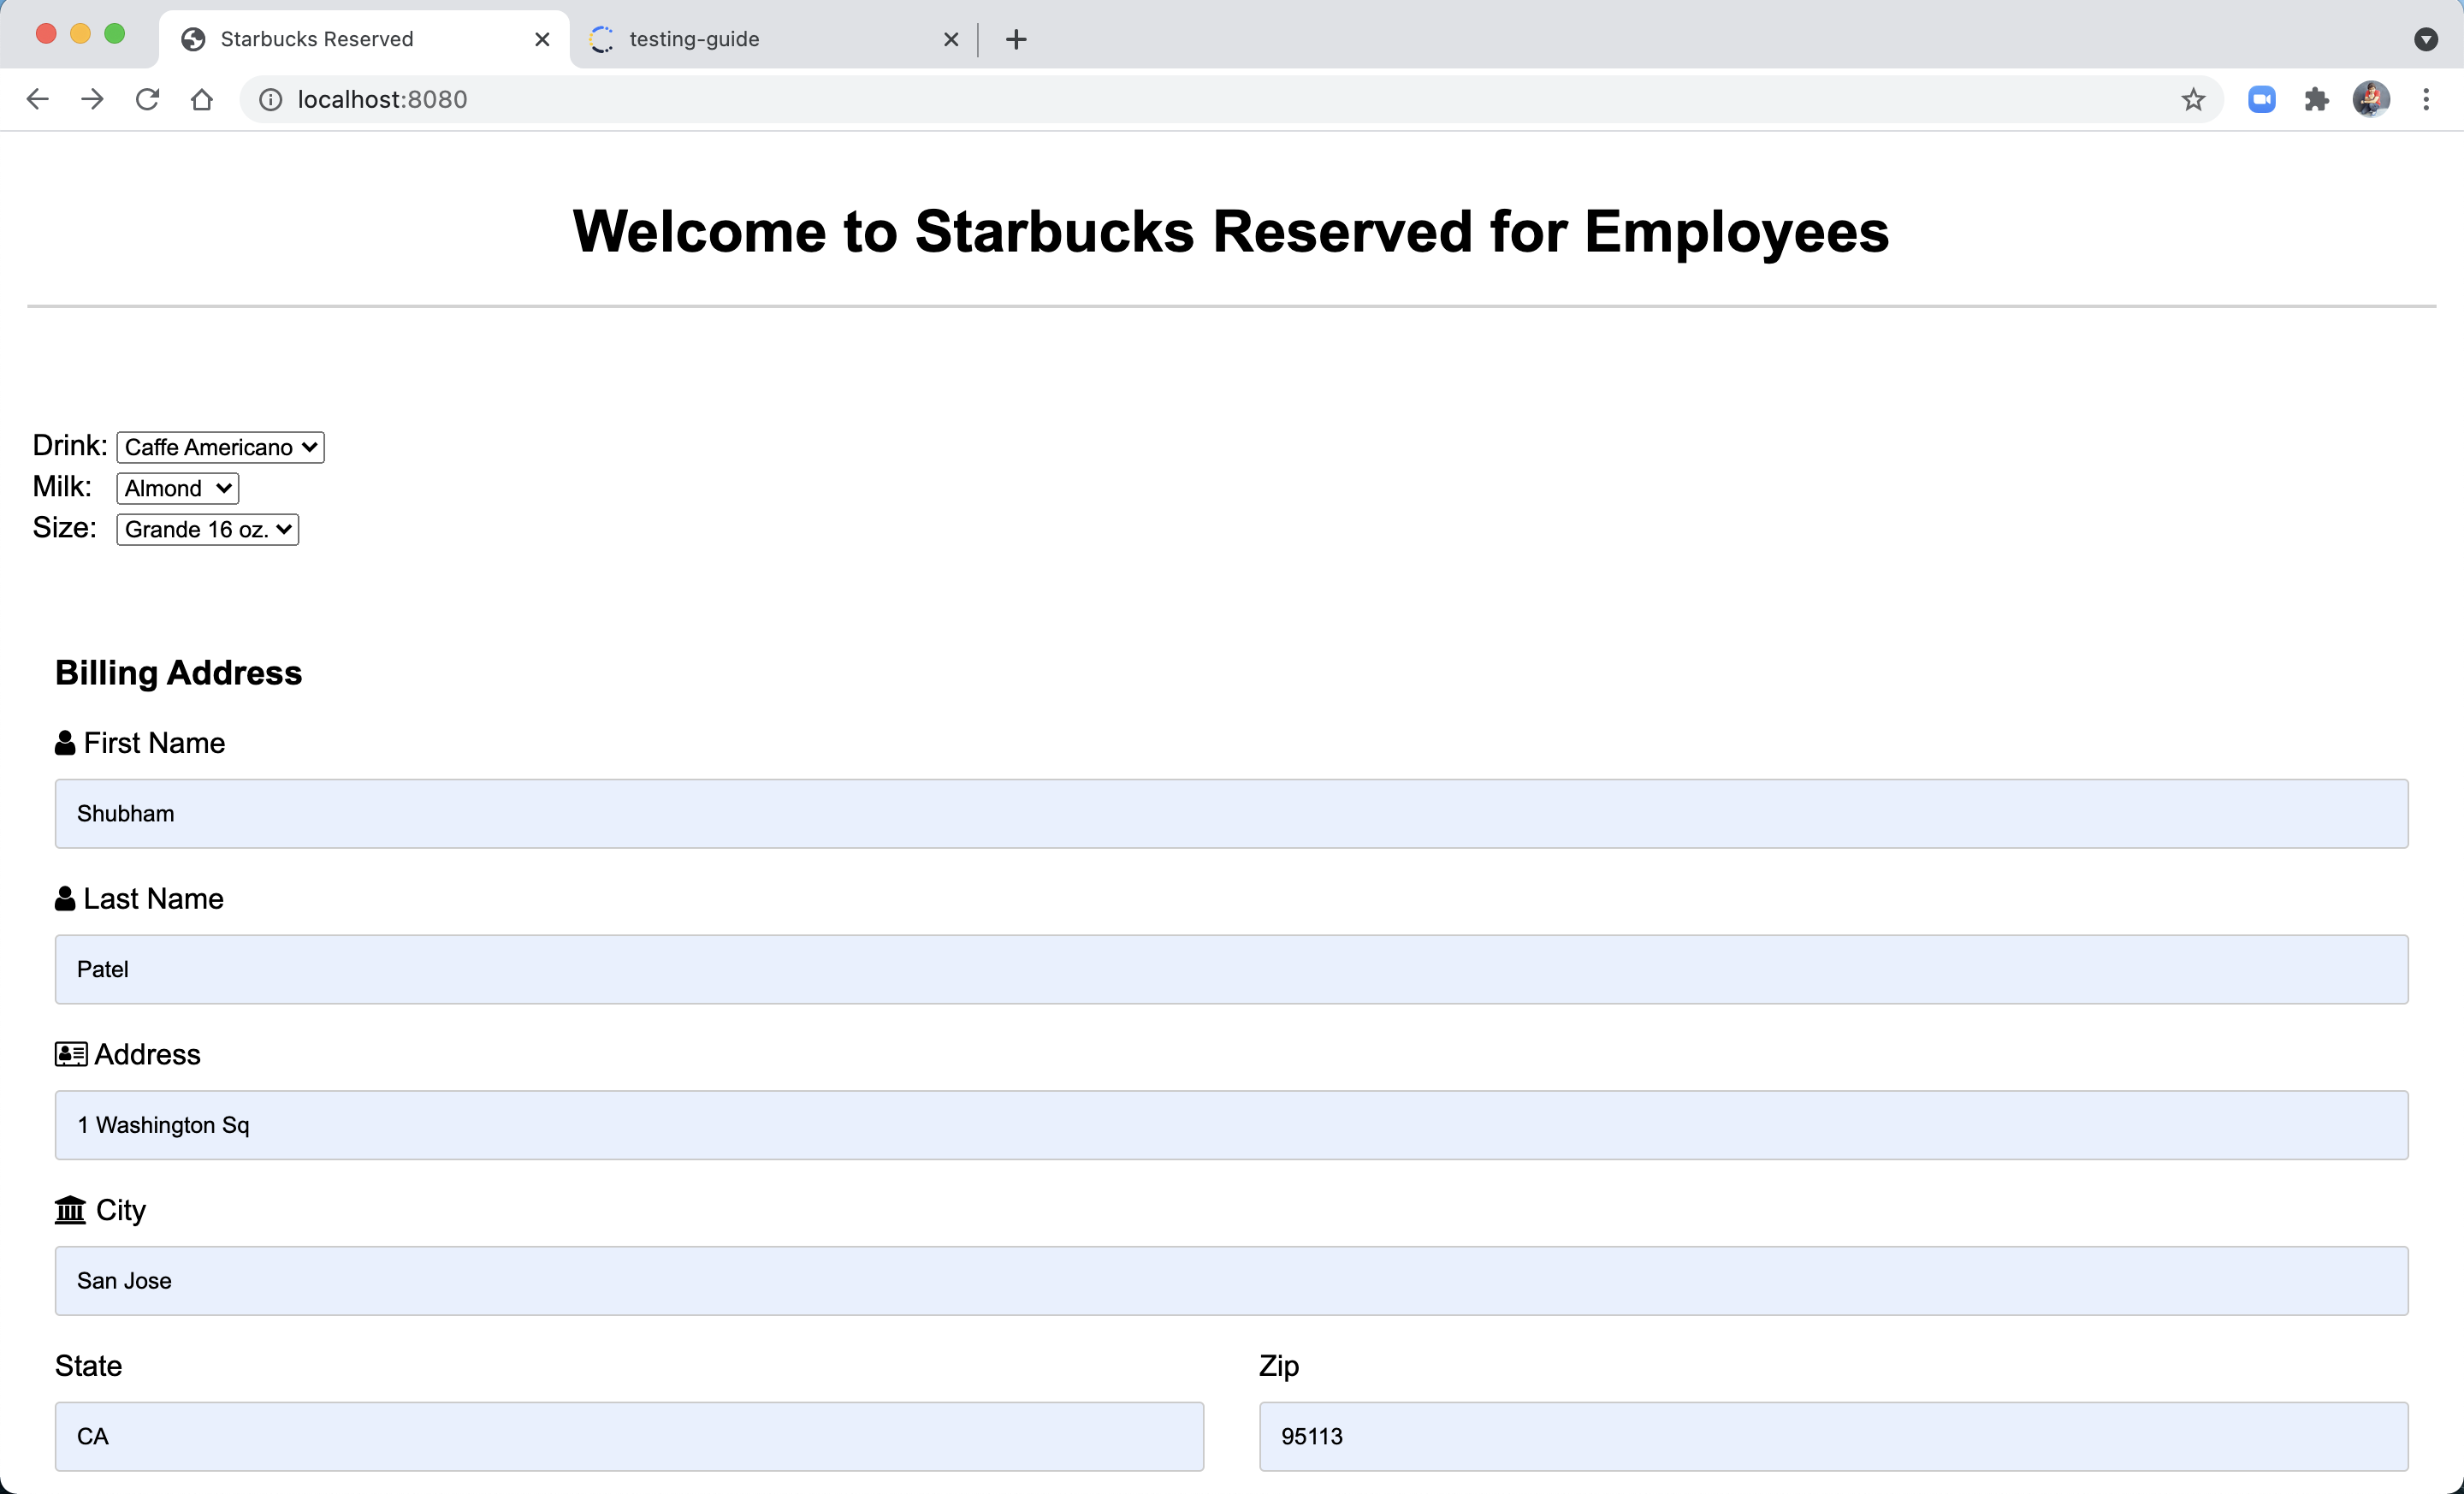 Starbucks Reserved
testing-guide
localhost:8080
Welcome to Starbucks Reserved for Employees
Drink: Caffe Americano
Milk: Almond
Size: Grande 16 oz.
Billing Address
First Name
Shubham
Last Name
Patel
Address
1 Washington Sq
City
San Jose
State Zip
CA 95113